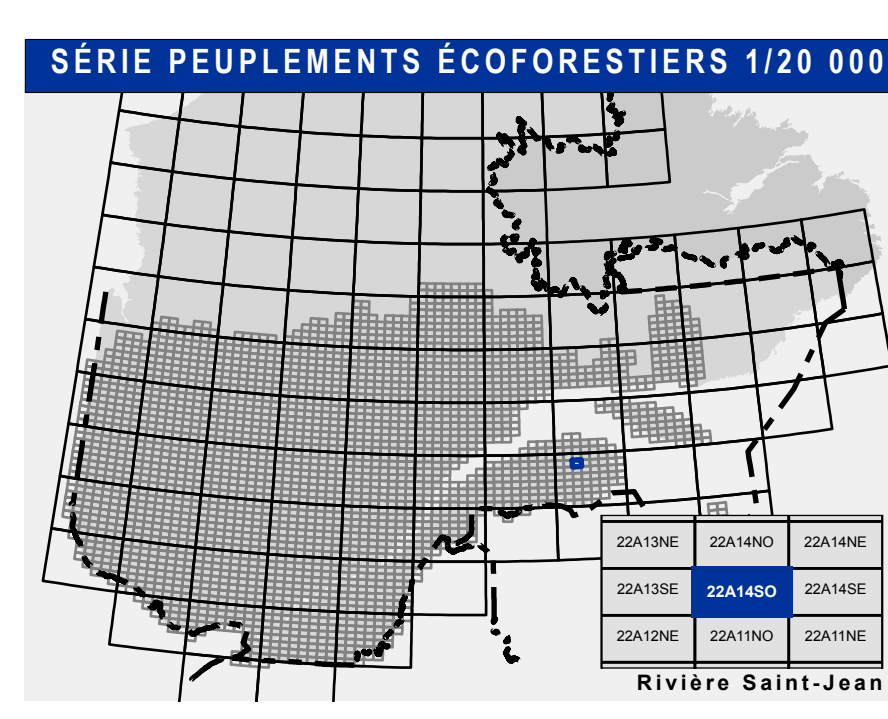 SÉRIE PEUPLEMENTS ÉCOFORESTIERS 1/20 000
22A13NE 22A14NO 22A14NE
22A13SE 22A14SO 22A14SE
22A12NE 22A11NO 22A11NE
Rivière Saint-Jean